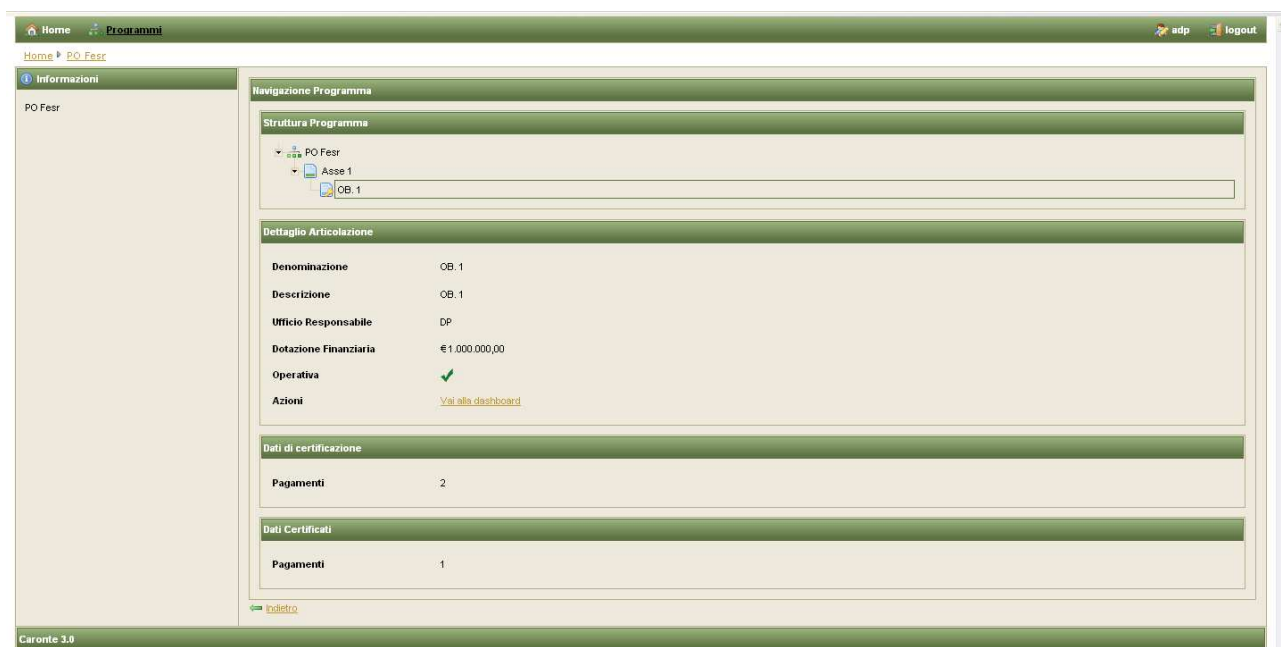 Home Programmi adp logout
Home PO Fesr
Informazioni
PO Fesr
Navigazione Programma
Struttura Programma
PO Fesr
Asse 1
OB. 1
Dettaglio Articolazione
Denominazione OB. 1
Descrizione OB. 1
Ufficio Responsabile DP
Dotazione Finanziaria €1.000.000,00
Operativa
Azioni Vai alla dashboard
Dati di certificazione
Pagamenti 2
Dati Certificati
Pagamenti 1
Indietro
Caronte 3.0